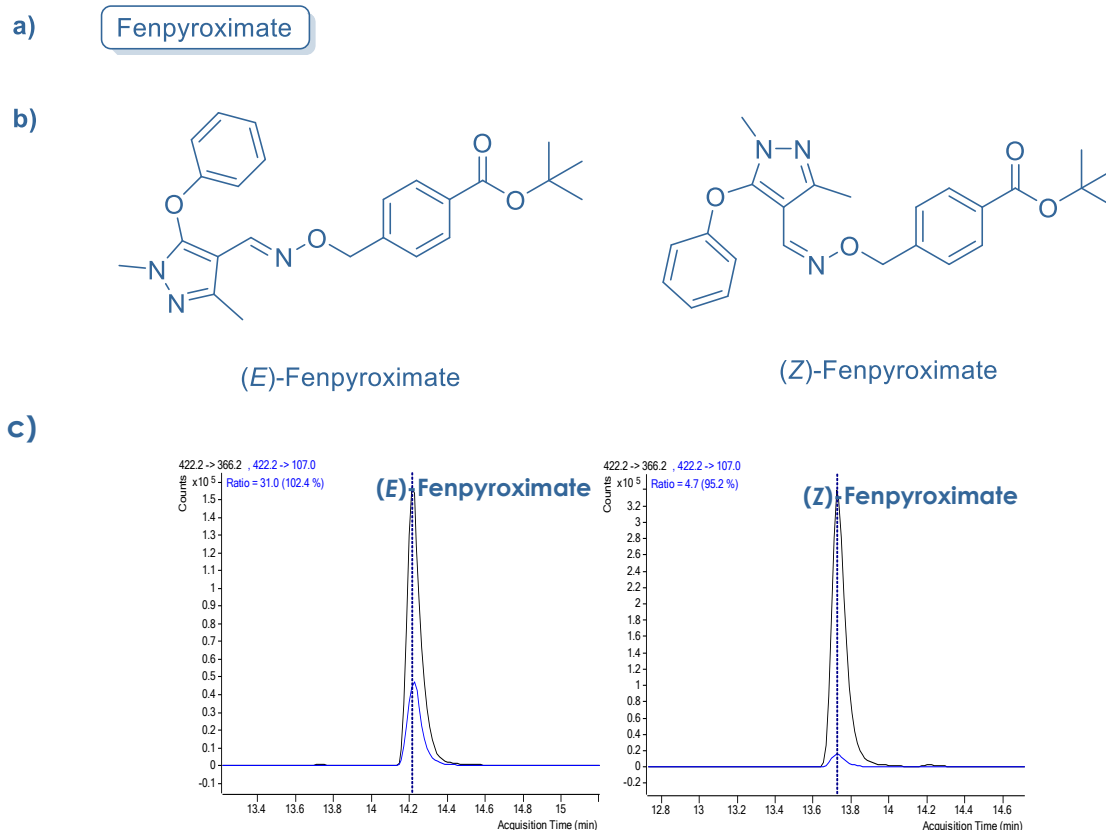 a)
Fenpyroximate
b)
O
O
N
O
N
N
O
O
(E)-Fenpyroximate
N
N
O
N
O
O
O
(Z)-Fenpyroximate
c)
422.2 -> 366.2 , 422.2 -> 107.0
Counts
x10 5
Ratio = 31.0 (102.4 %)
(E)-Fenpyroximate
1.5
1.4
1.3
1.2
1.1
1
0.9
0.8
0.7
0.6
0.5
0.4
0.3
0.2
0.1
0
-0.1
13.4 13.6 13.8 14 14.2 14.4 14.6 14.8 15
Acquisition Time (min)
422.2 -> 366.2 , 422.2 -> 107.0
Counts
x10 5
Ratio = 4.7 (95.2 %)
(Z)-Fenpyroximate
3.2
3
2.8
2.6
2.4
2.2
2
1.8
1.6
1.4
1.2
1
0.8
0.6
0.4
0.2
0
-0.2
12.8 13 13.2 13.4 13.6 13.8 14 14.2 14.4 14.6
Acquisition Time (min)